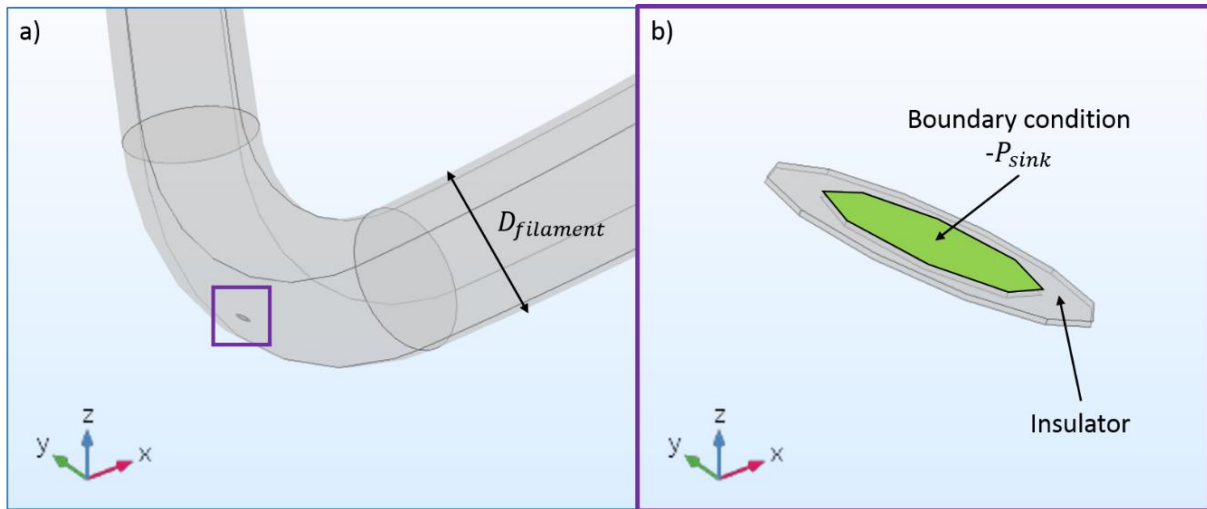 a)
D_filament
z
y
x
b)
Boundary condition
-P_sink
Insulator
z
y
x